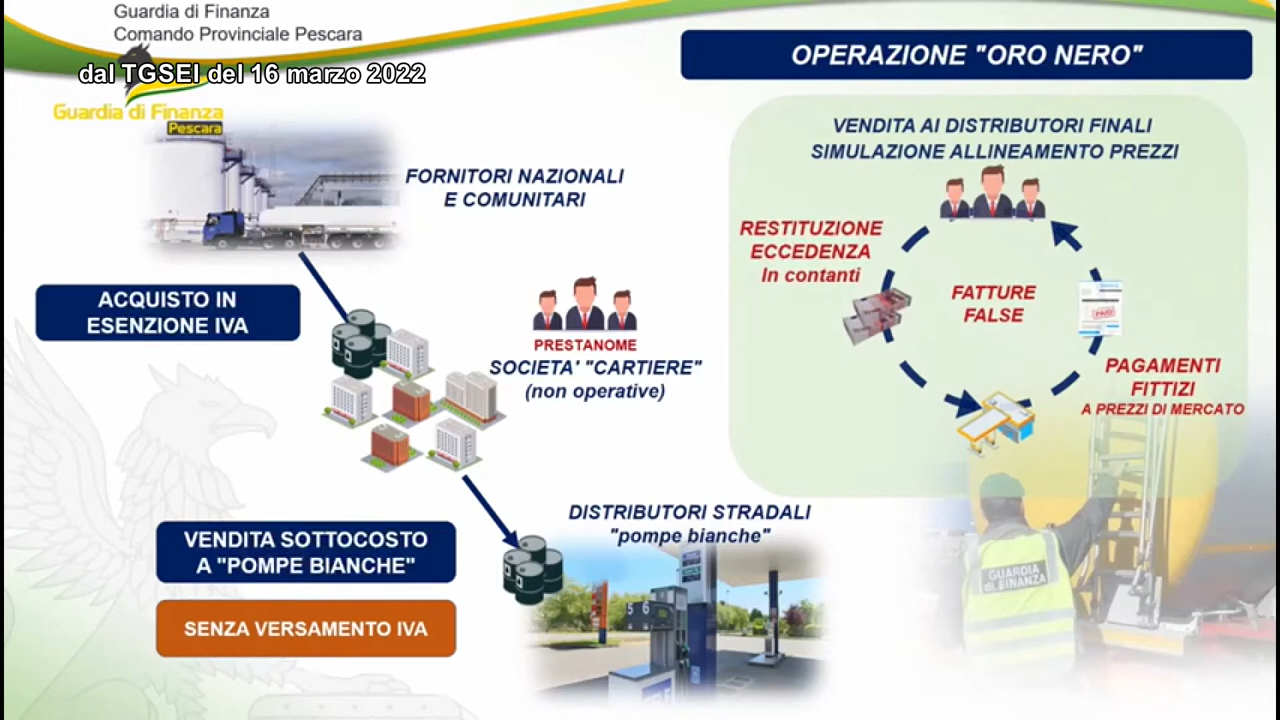 Guardia di Finanza
Comando Provinciale Pescara
dal TGSEI del 16 marzo 2022
Guardia di Finanza
Pescara
OPERAZIONE "ORO NERO"
FORNITORI NAZIONALI
E COMUNITARI
ACQUISTO IN
ESENZIONE IVA
PRESTANOME
SOCIETA' "CARTIERE"
(non operative)
VENDITA SOTTOCOSTO
A "POMPE BIANCHE"
SENZA VERSAMENTO IVA
DISTRIBUTORI STRADALI
"pompe bianche"
5 6
VENDITA AI DISTRIBUTORI FINALI
SIMULAZIONE ALLINEAMENTO PREZZI
RESTITUZIONE
ECCEDENZA
In contanti
FATTURE
FALSE
PAID
PAGAMENTI
FITTIZI
A PREZZI DI MERCATO
GUARDIA
di FINANZA